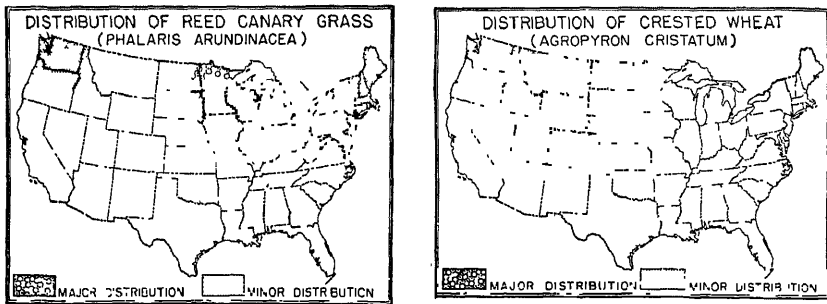 DISTRIBUTION OF REED CANARY GRASS
(PHALARIS ARUNDINACEA)
MAJOR DISTRIBUTION
MINOR DISTRIBUTION
DISTRIBUTION OF CRESTED WHEAT
(AGROPYRON CRISTATUM)
MAJOR DISTRIBUTION
MINOR DISTRIBUTION